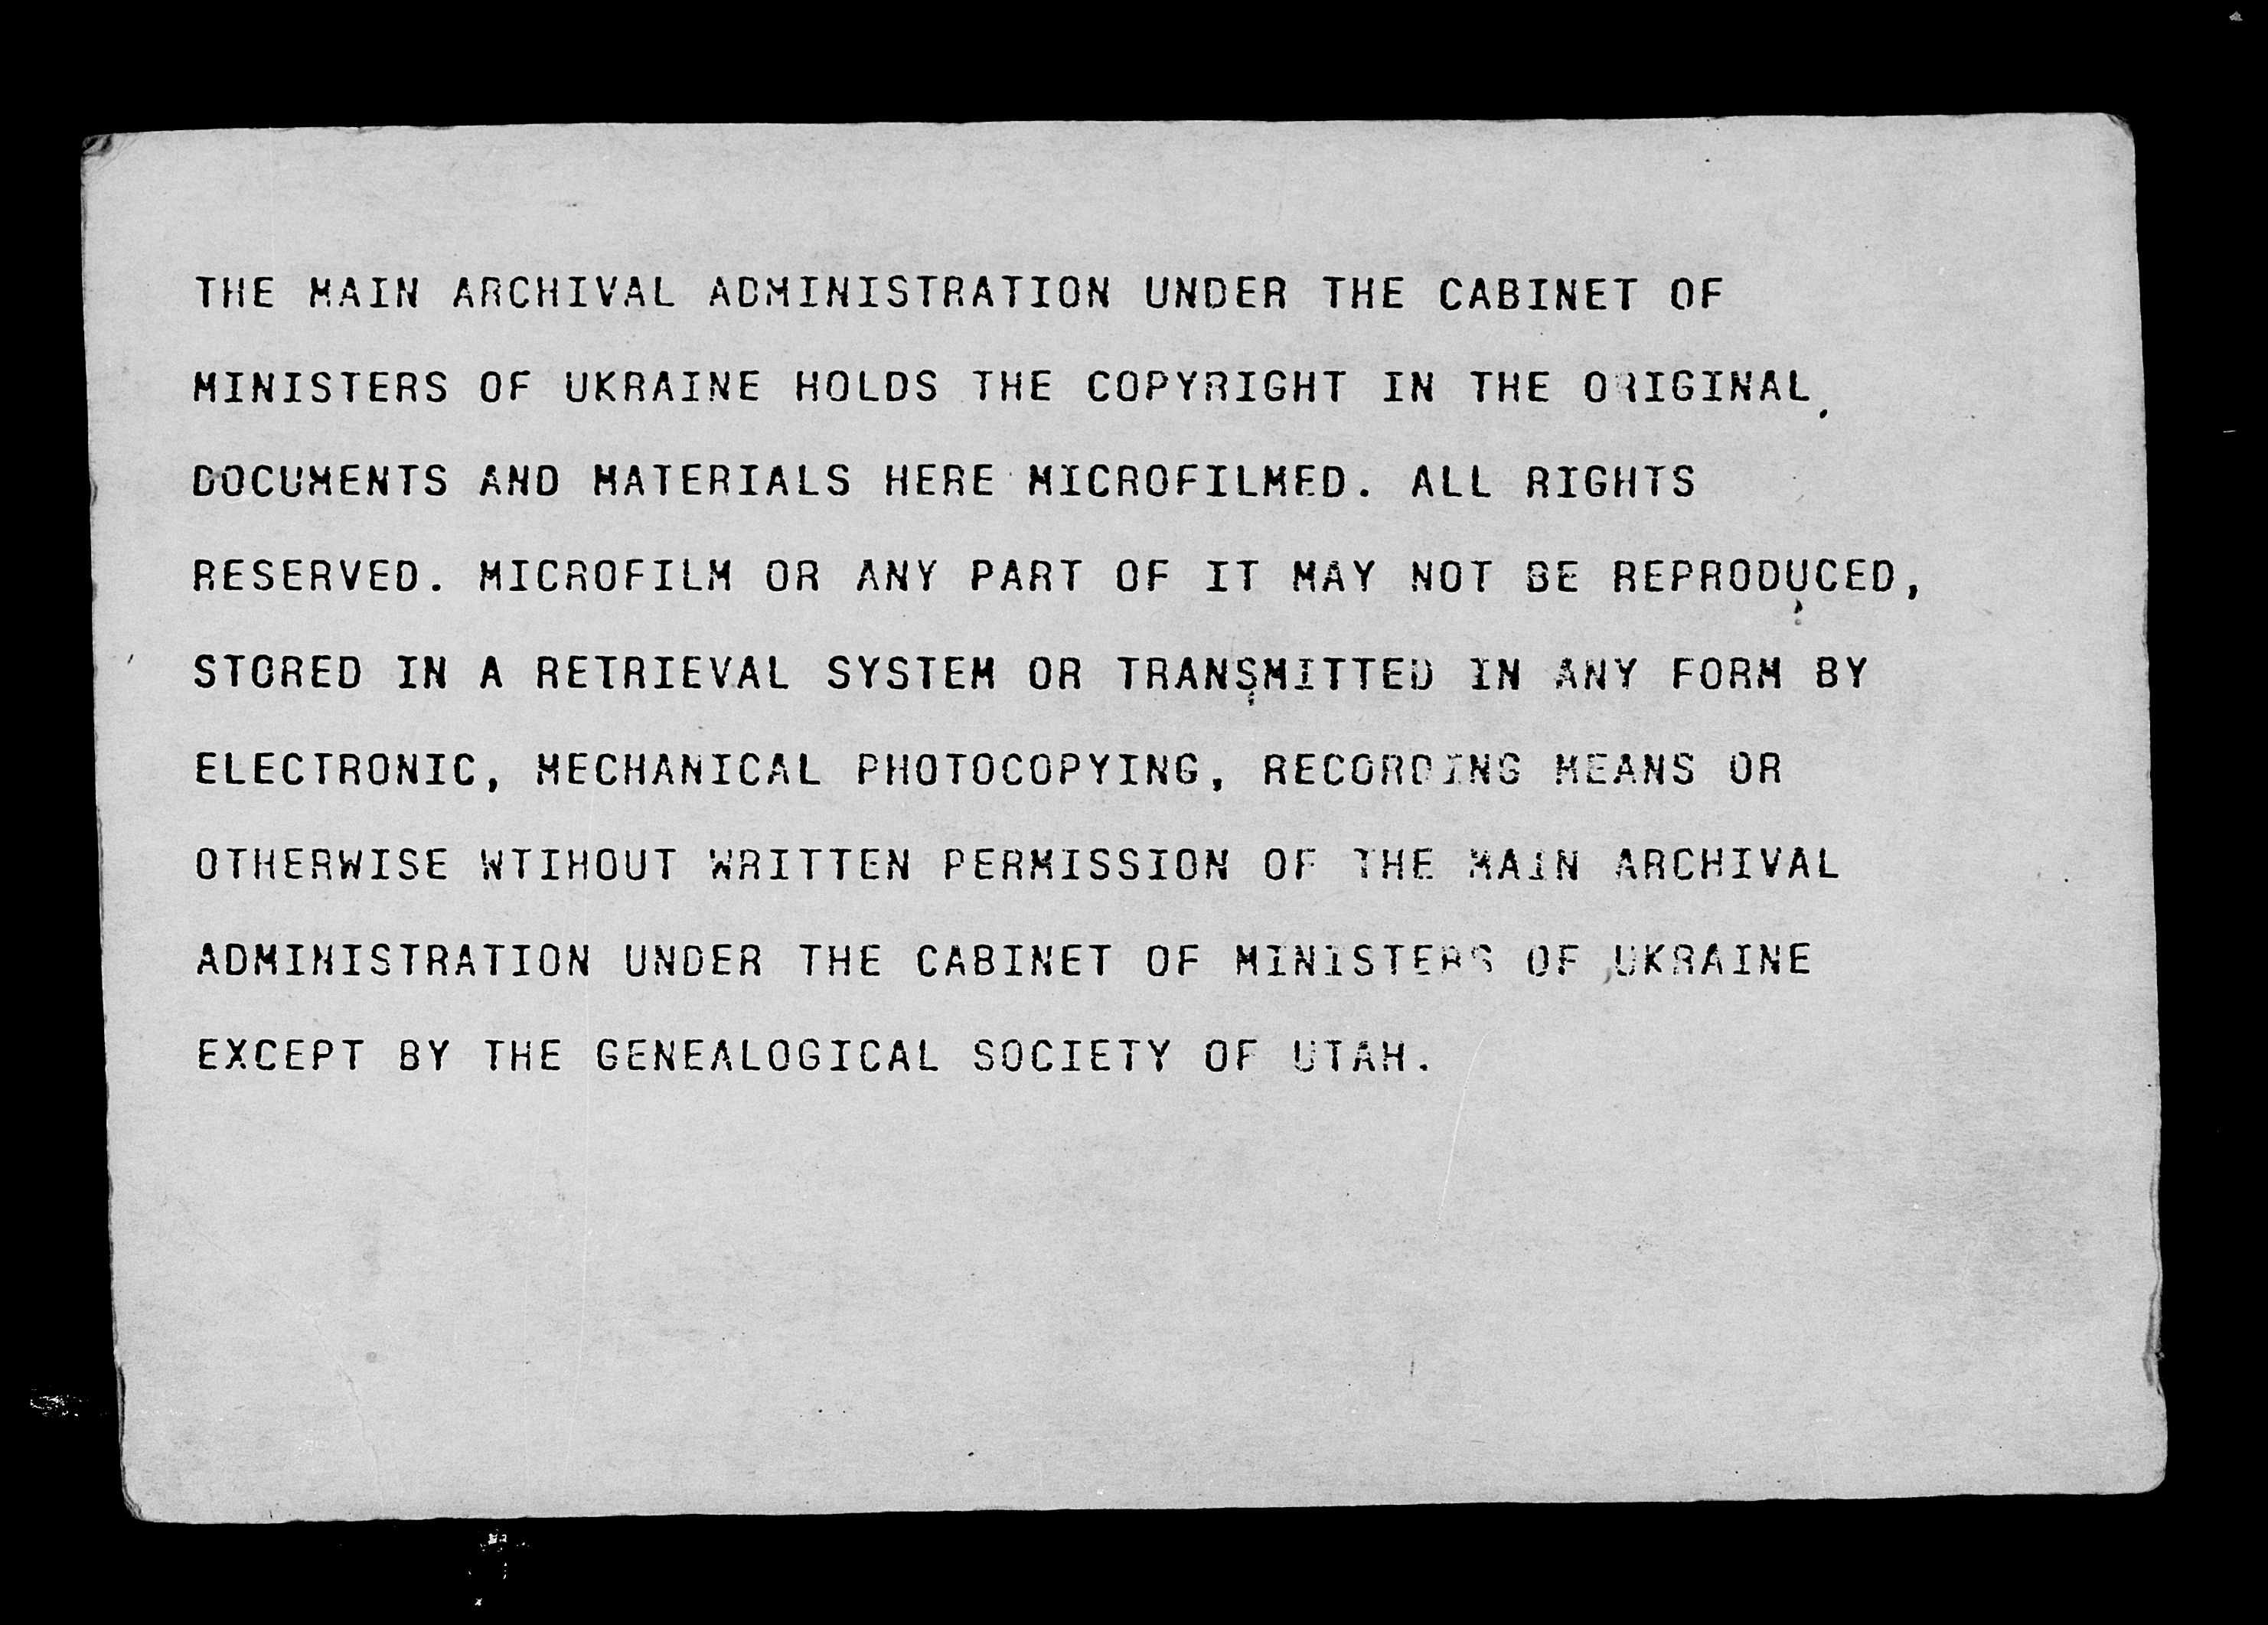 THE MAIN ARCHIVAL ADMINISTRATION UNDER THE CABINET OF
MINISTERS OF UKRAINE HOLDS THE COPYRIGHT IN THE ORIGINAL
DOCUMENTS AND MATERIALS HERE MICROFILMED. ALL RIGHTS
RESERVED. MICROFILM OR ANY PART OF IT MAY NOT BE REPRODUCED,
STORED IN A RETRIEVAL SYSTEM OR TRANSMITTED IN ANY FORM BY
ELECTRONIC, MECHANICAL PHOTOCOPYING, RECORDING MEANS OR
OTHERWISE WTIHOUT WRITTEN PERMISSION OF THE MAIN ARCHIVAL
ADMINISTRATION UNDER THE CABINET OF MINISTERS OF UKRAINE
EXCEPT BY THE GENEALOGICAL SOCIETY OF UTAH.